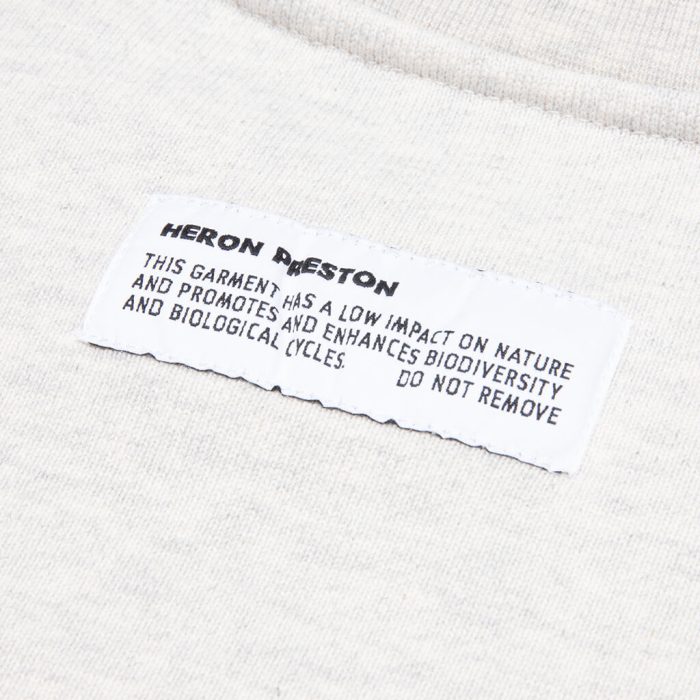 HERON PRESTON
THIS GARMENT HAS A LOW IMPACT ON NATURE
AND PROMOTES AND ENHANCES BIODIVERSITY
AND BIOLOGICAL CYCLES. DO NOT REMOVE